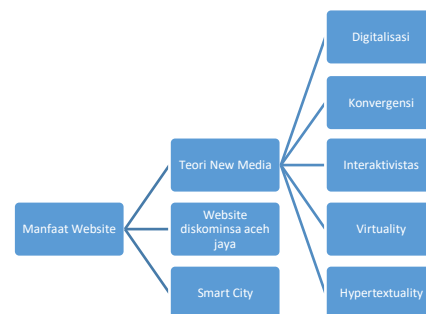 Digitalisasi
Konvergensi
Teori New Media
Interaktivistas
Manfaat Website
Website
diskominsa aceh
jaya
Virtuality
Smart City
Hypertextuality